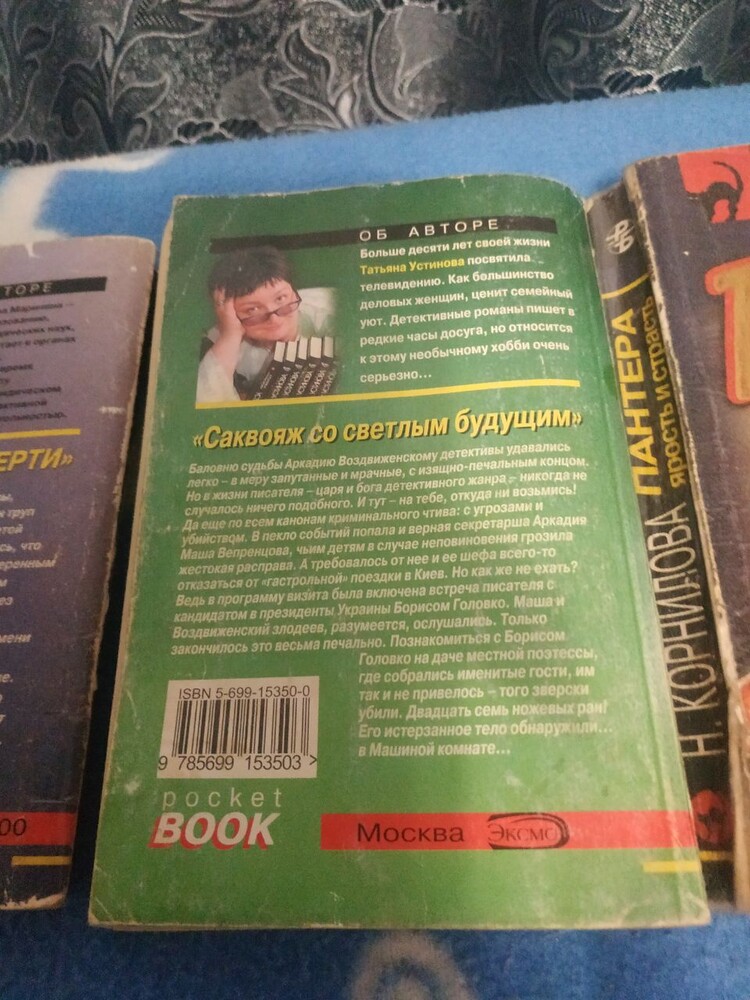 ТОРЕ
ОБ АВТОРЕ
Больше десяти лет своей жизни
Татьяна Устинова посвятила
телевидению. Как большинство
деловых женщин, ценит семейный
уют. Детективные романы пишет в
редкие часы досуга, но относится
к этому необычному хобби очень
серьезно...
«Саквояж со светлым будущим»
Баловню судьбы Аркадию Воздвиженскому детективы удавались
легко – в меру запутанные и мрачные, с изящно-печальным концом.
Но в жизни писателя – царя и бога детективного жанра – никогда не
случалось ничего подобного. И тут – на тебе, откуда ни возьмись!
Да еще по всем канонам криминального чтива: с угрозами и
убийством. В пекло событий попала и верная секретарша Аркадия
Маша Вепренцова, чьим детям в случае неповиновения грозила
жестокая расправа. А требовалось от нее и ее шефа всего-то
отказаться от «гастрольной» поездки в Киев. Но как же не ехать?
Ведь в программу визита была включена встреча писателя с
кандидатом в президенты Украины Борисом Головко. Маша и
Воздвиженский злодеев, разумеется, ослушались. Только
закончилось это весьма печально. Познакомиться с Борисом
Головко на даче местной поэтессы,
где собрались именитые гости, им
так и не привелось – того зверски
убили. Двадцать семь ножевых ран!
Его истерзанное тело обнаружили...
в Машиной комнате...
ISBN 5-699-15350-0
9 785699 153503 >
pocket
BOOK
Москва ЭКСМО
ЕРТИ»
труп
что
мени
00
Н. КОРНИЛОВА
ПАНТЕРА
ярость и страсть